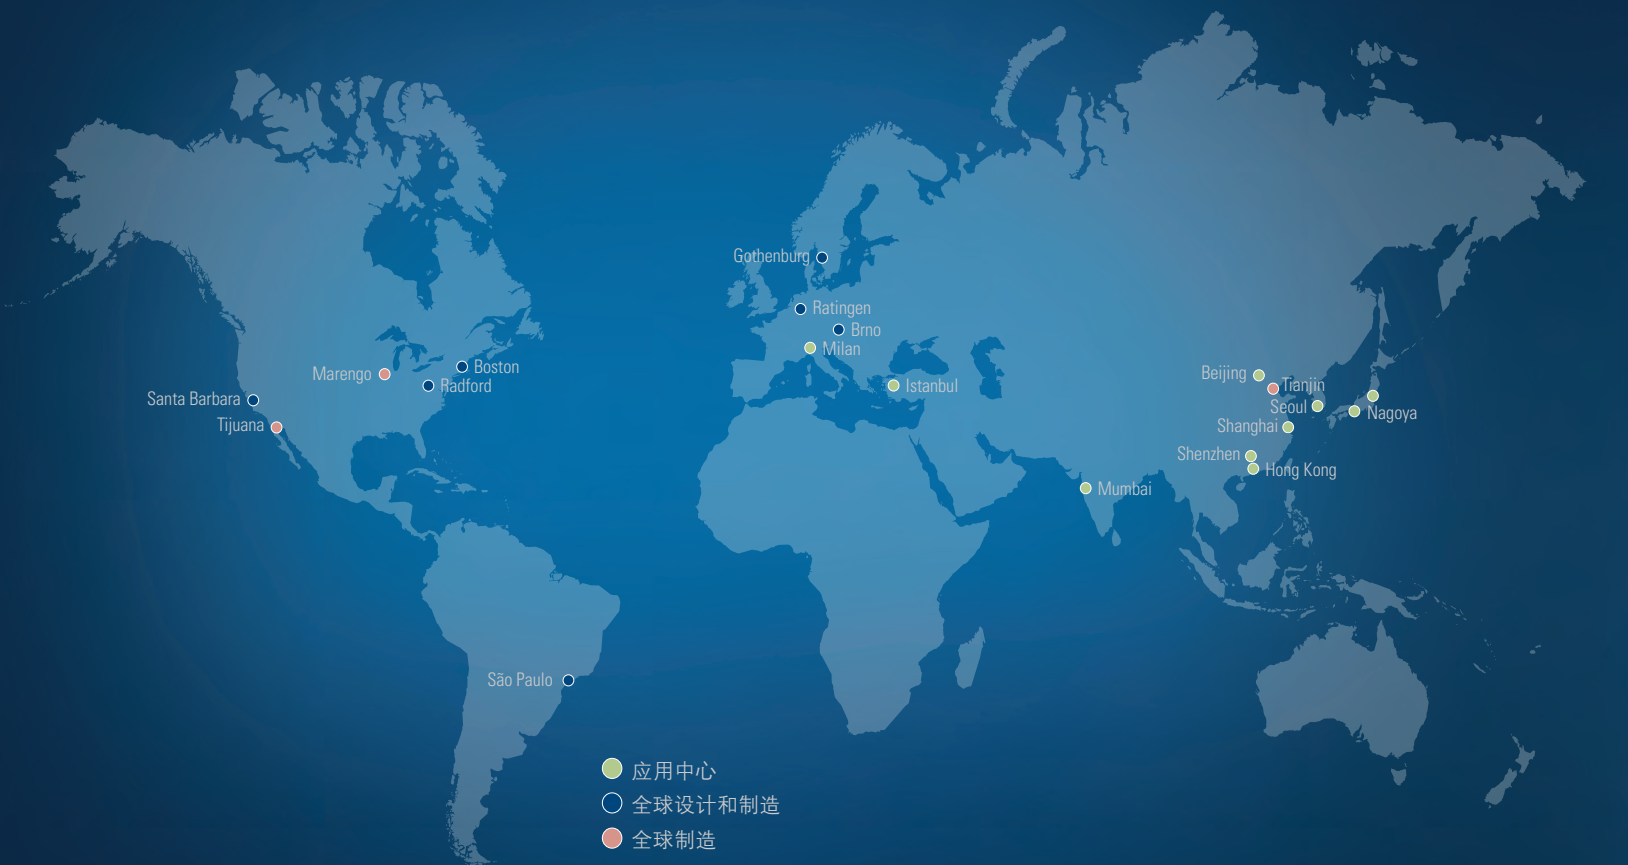 Gothenburg
Ratingen
Brno
Milan
Istanbul
Boston
Marengo
Radford
Santa Barbara
Tijuana
Beijing
Tianjin
Seoul
Nagoya
Shanghai
Shenzhen
Hong Kong
Mumbai
São Paulo
应用中心
全球设计和制造
全球制造